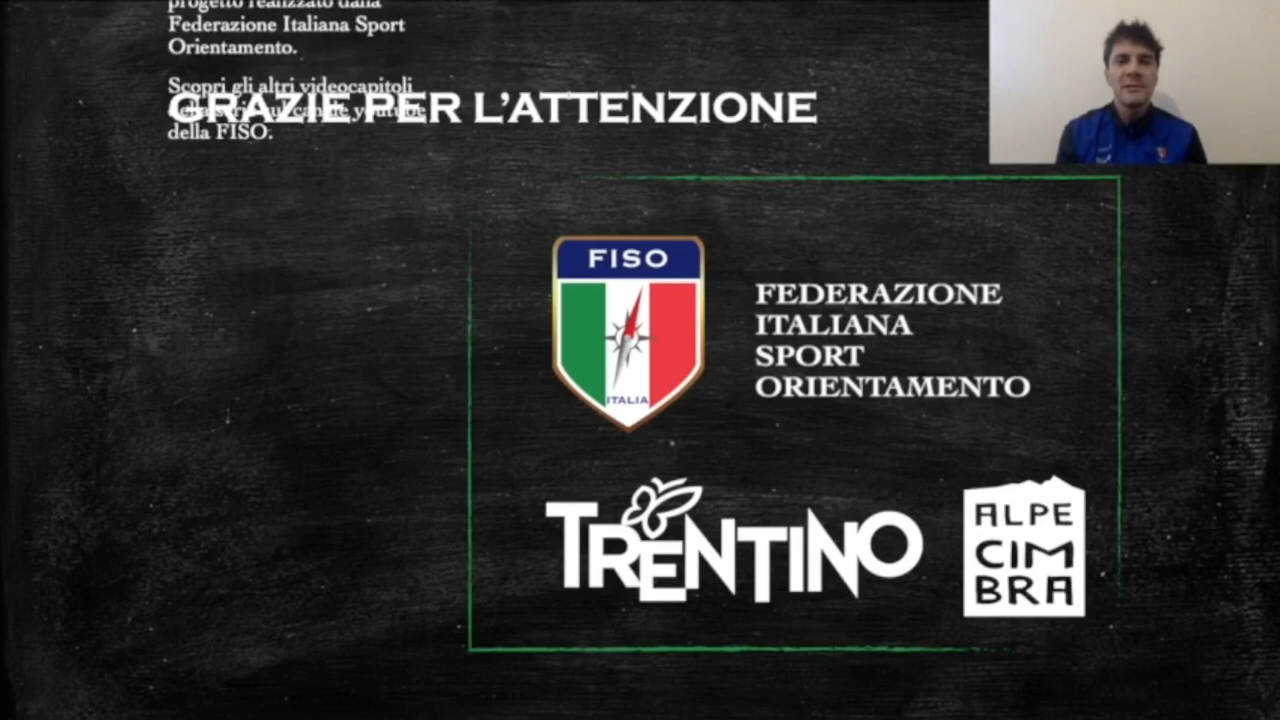 progetto realizzato dalla
Federazione Italiana Sport
Orientamento.
Scopri gli altri videocapitoli
GRAZIE PER L’ATTENZIONE
youtube
della FISO.
FISO
ITALIA
FEDERAZIONE
ITALIANA
SPORT
ORIENTAMENTO
TRENTINO
ALPE
CIM
BRA